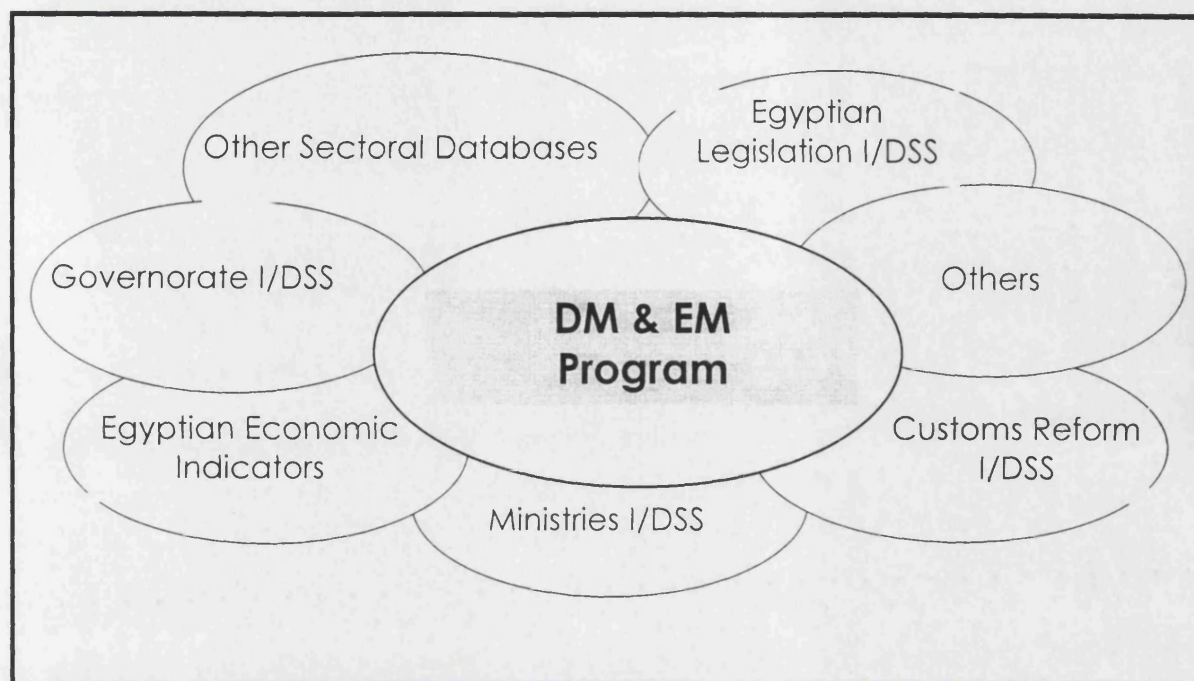 Other Sectoral Databases
Egyptian
Legislation I/DSS
Governorate I/DSS
Others
DM & EM
Program
Egyptian Economic
Indicators
Customs Reform
I/DSS
Ministries I/DSS